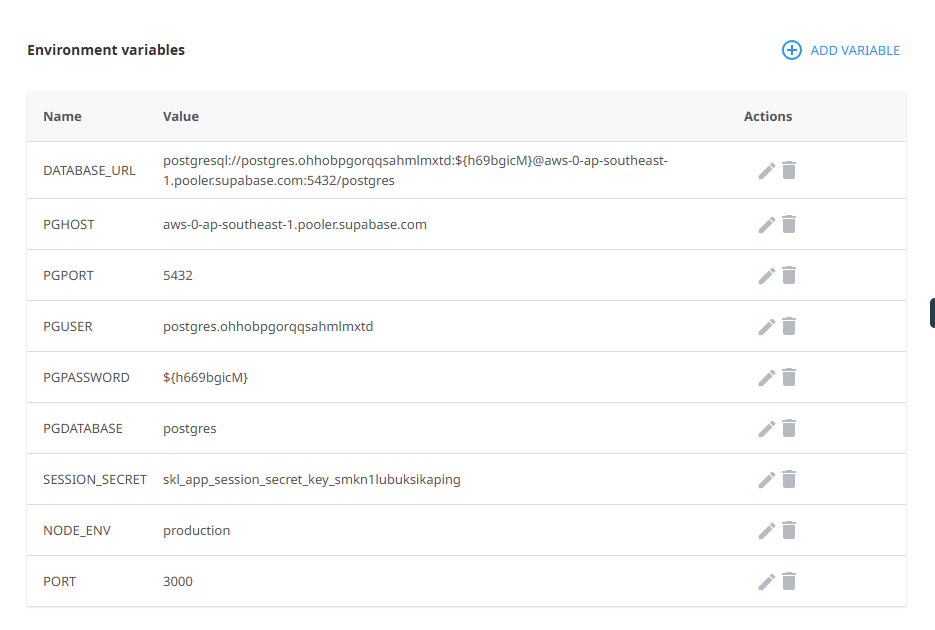 Environment variables
ADD VARIABLE
Name Value Actions
DATABASE_URL postgresql://postgres.ohhobpgorqqsahmlmxtd:${h69bgicM}@aws-0-ap-southeast-
1.pooler.supabase.com:5432/postgres
PGHOST aws-0-ap-southeast-1.pooler.supabase.com
PGPORT 5432
PGUSER postgres.ohhobpgorqqsahmlmxtd
PGPASSWORD ${h669bgicM}
PGDATABASE postgres
SESSION_SECRET skl_app_session_secret_key_smkn1lubuksikaping
NODE_ENV production
PORT 3000